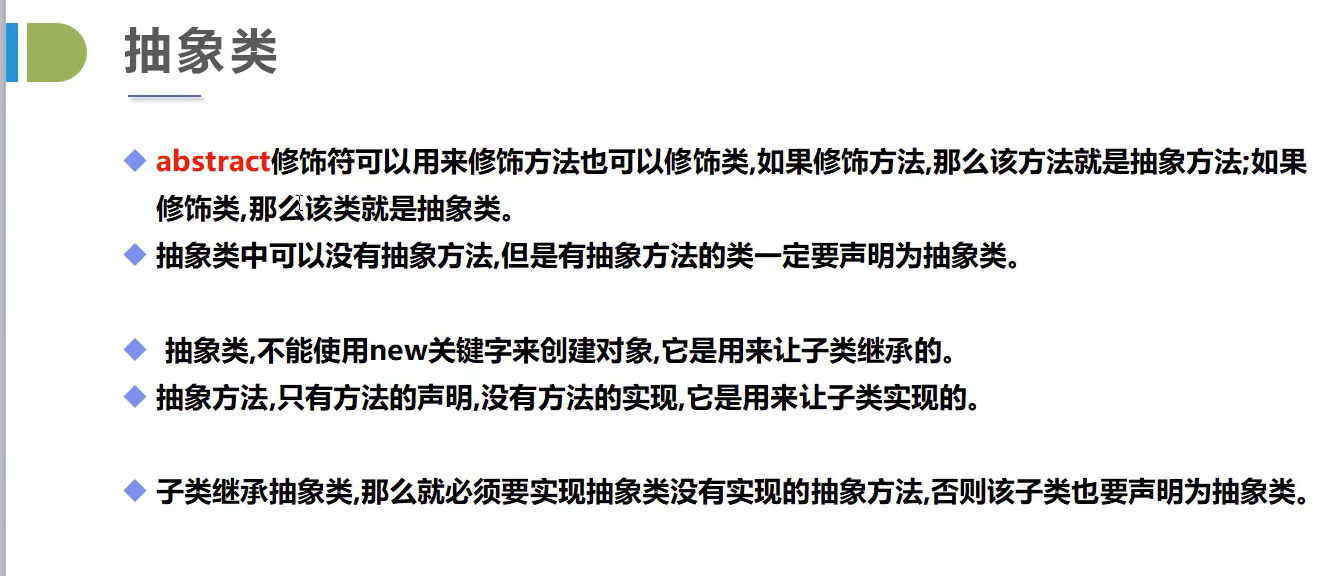 抽象类
abstract修饰符可以用来修饰方法也可以修饰类,如果修饰方法,那么该方法就是抽象方法;如果
修饰类,那么该类就是抽象类。
抽象类中可以没有抽象方法,但是有抽象方法的类一定要声明为抽象类。
抽象类,不能使用new关键字来创建对象,它是用来让子类继承的。
抽象方法,只有方法的声明,没有方法的实现,它是用来让子类实现的。
子类继承抽象类,那么就必须要实现抽象类没有实现的抽象方法,否则该子类也要声明为抽象类。